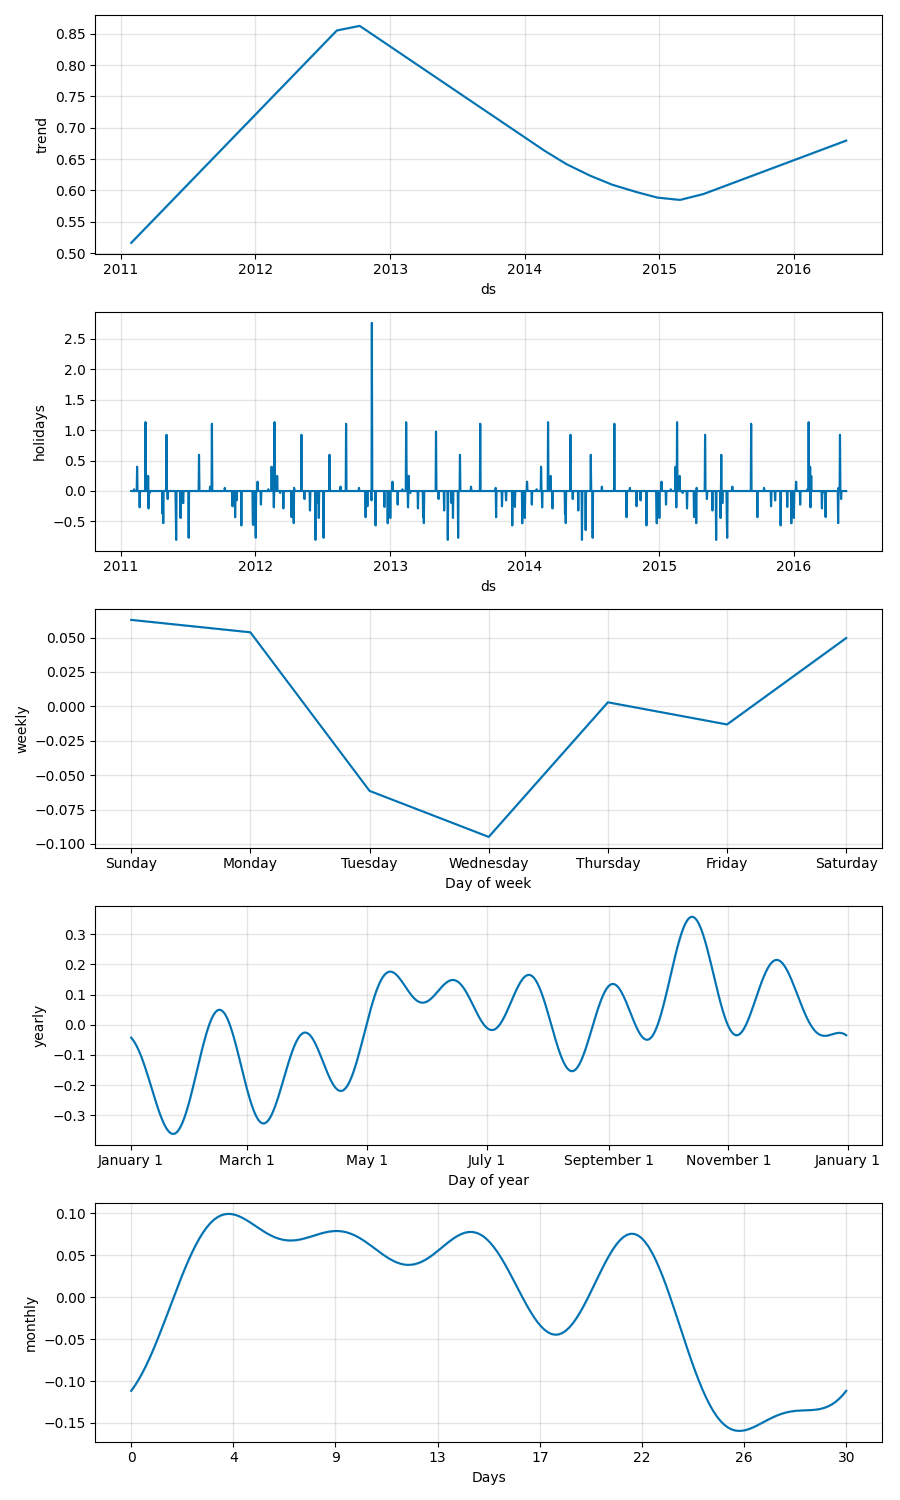 0.85
0.80
0.75
0.70
0.65
0.60
0.55
0.50
trend
2011 2012 2013 2014 2015 2016
ds
2.5
2.0
1.5
1.0
0.5
0.0
−0.5
holidays
2011 2012 2013 2014 2015 2016
ds
0.050
0.025
0.000
−0.025
−0.050
−0.075
−0.100
weekly
Sunday Monday Tuesday Wednesday Thursday Friday Saturday
Day of week
0.3
0.2
0.1
0.0
−0.1
−0.2
−0.3
yearly
January 1 March 1 May 1 July 1 September 1 November 1 January 1
Day of year
0.10
0.05
0.00
−0.05
−0.10
−0.15
monthly
0 4 9 13 17 22 26 30
Days